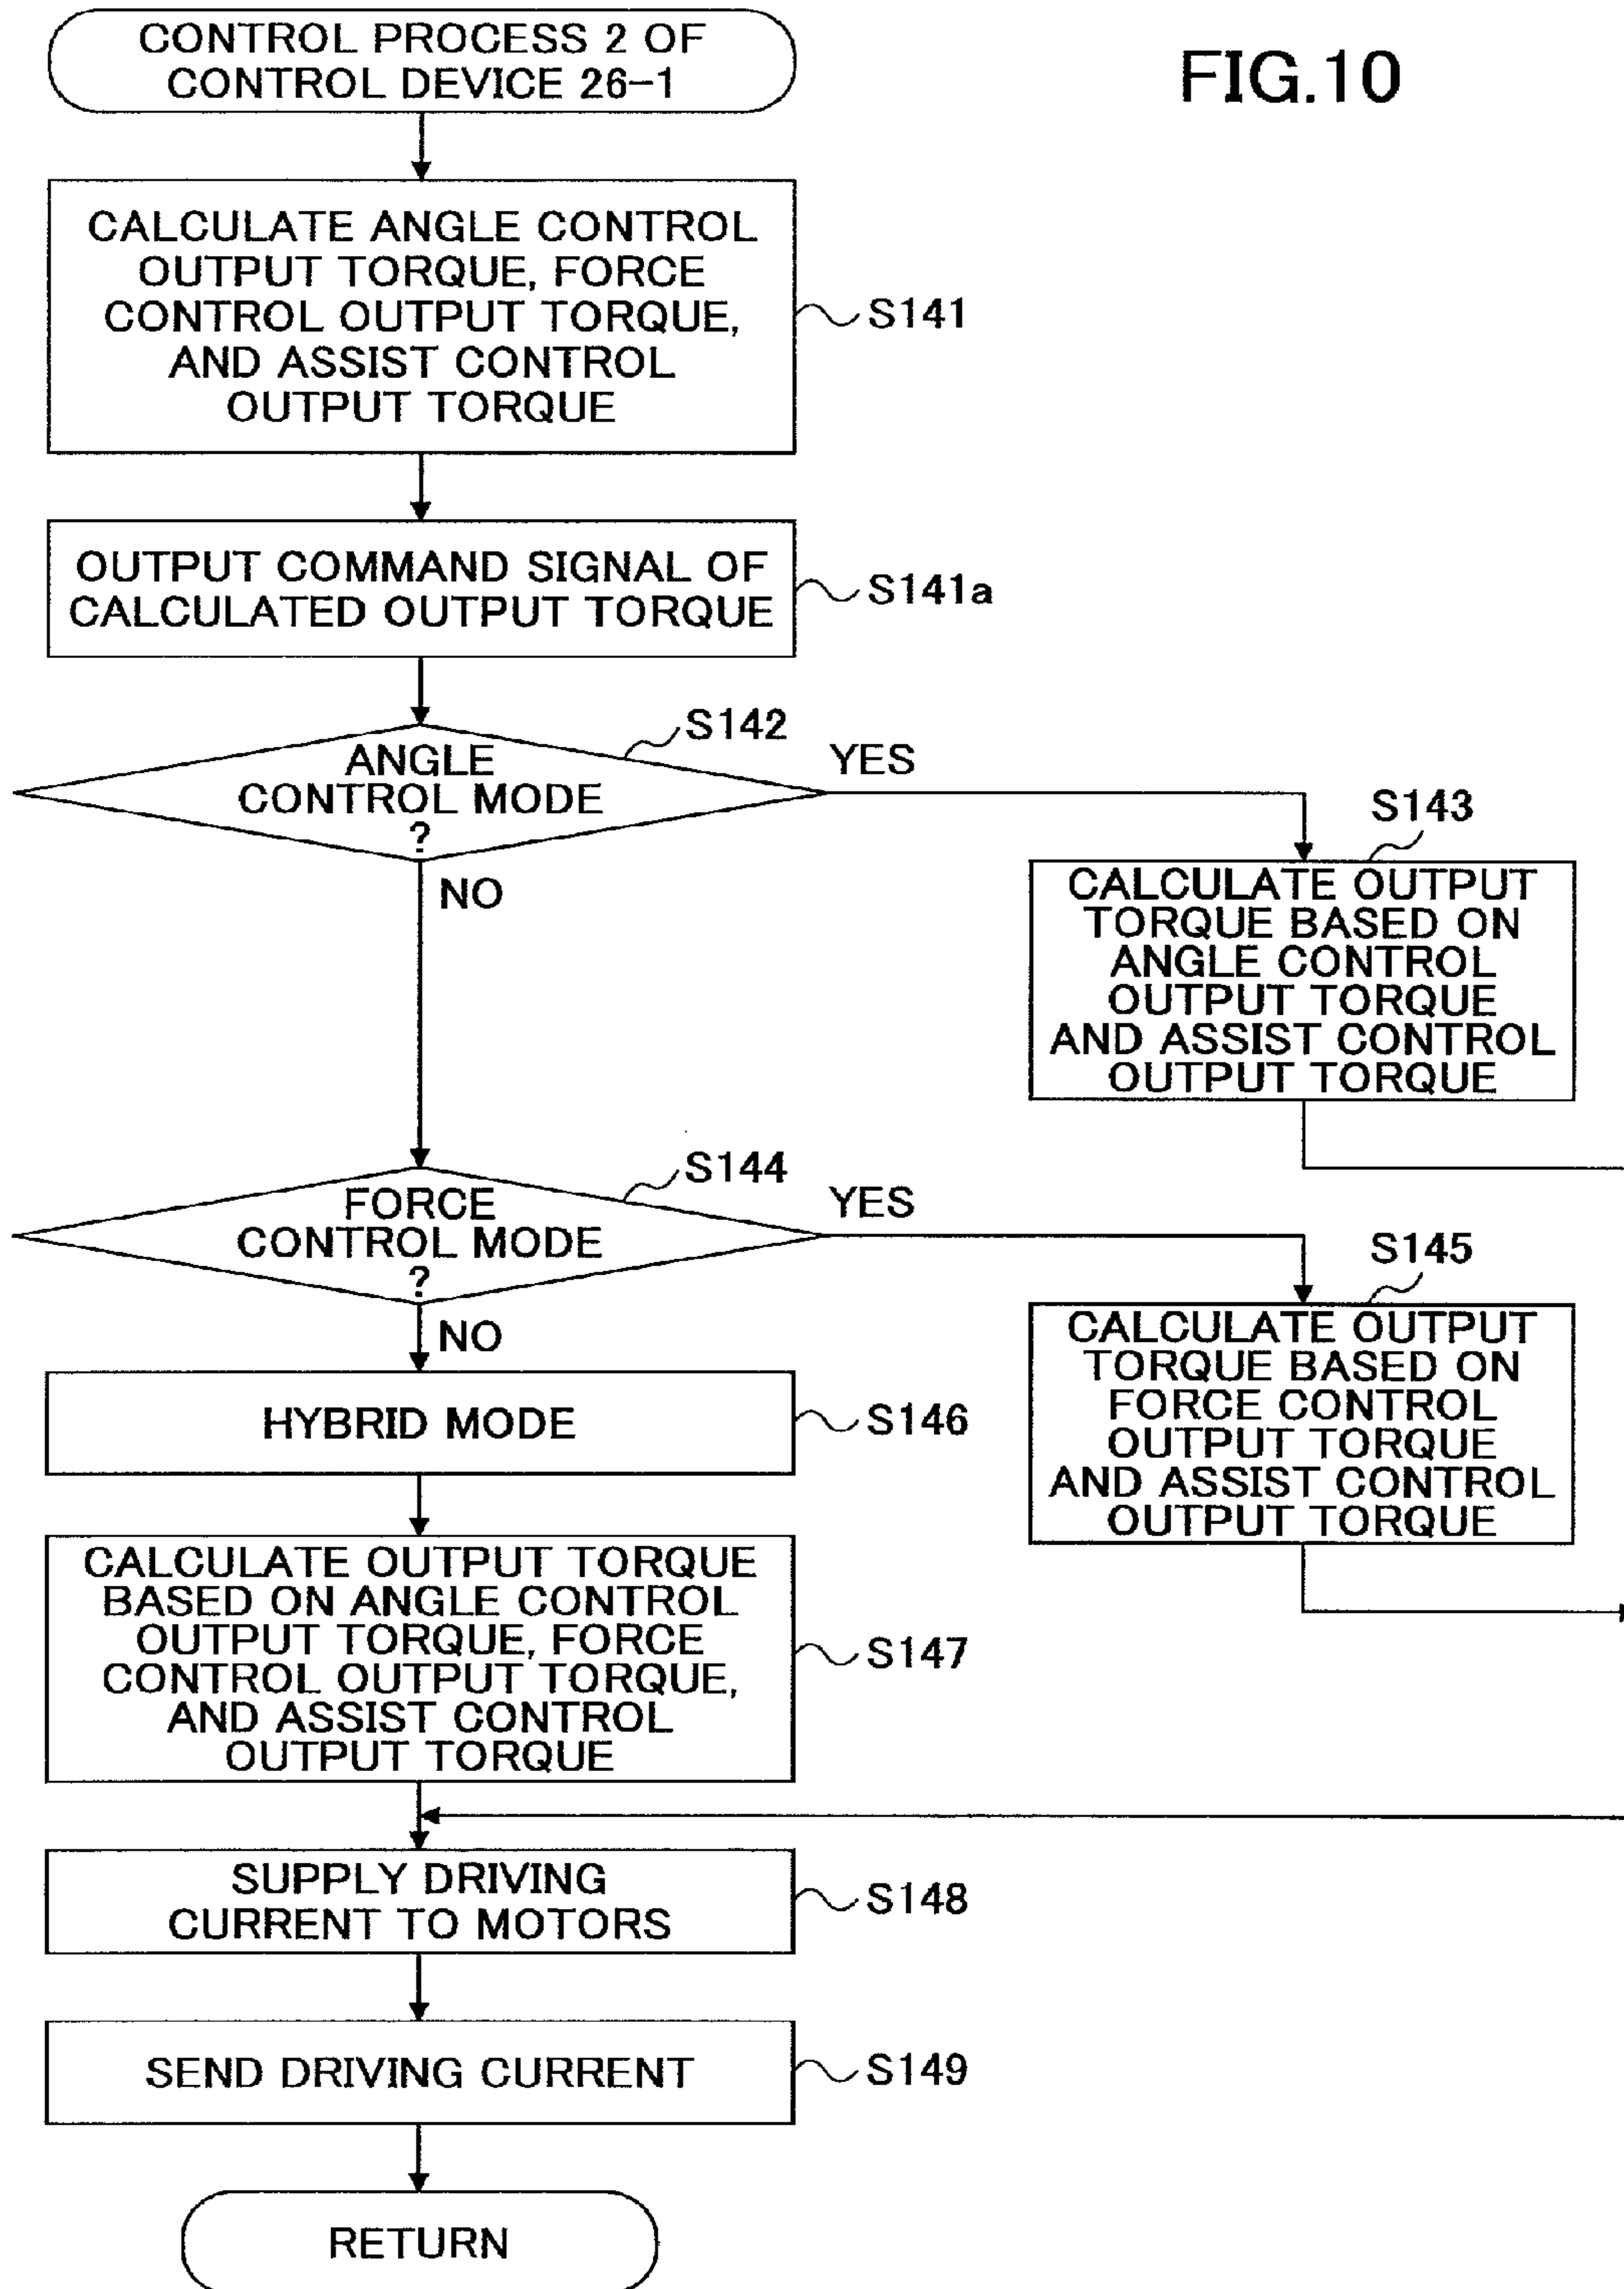 FIG.10
CONTROL PROCESS 2 OF
CONTROL DEVICE 26-1
CALCULATE ANGLE CONTROL
OUTPUT TORQUE, FORCE
CONTROL OUTPUT TORQUE,
AND ASSIST CONTROL
OUTPUT TORQUE
S141
OUTPUT COMMAND SIGNAL OF
CALCULATED OUTPUT TORQUE
S141a
S142
ANGLE
CONTROL MODE
?
YES
NO
S143
CALCULATE OUTPUT
TORQUE BASED ON
ANGLE CONTROL
OUTPUT TORQUE
AND ASSIST CONTROL
OUTPUT TORQUE
S144
FORCE
CONTROL MODE
?
YES
NO
S145
CALCULATE OUTPUT
TORQUE BASED ON
FORCE CONTROL
OUTPUT TORQUE
AND ASSIST CONTROL
OUTPUT TORQUE
HYBRID MODE
S146
CALCULATE OUTPUT TORQUE
BASED ON ANGLE CONTROL
OUTPUT TORQUE, FORCE
CONTROL OUTPUT TORQUE,
AND ASSIST CONTROL
OUTPUT TORQUE
S147
SUPPLY DRIVING
CURRENT TO MOTORS
S148
SEND DRIVING CURRENT
S149
RETURN